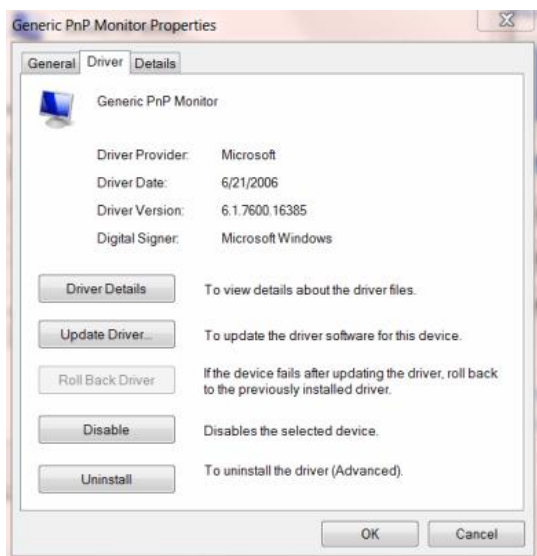 Generic PnP Monitor Properties
General Driver Details
Generic PnP Monitor
Driver Provider: Microsoft
Driver Date: 6/21/2006
Driver Version: 6.1.7600.16385
Digital Signer: Microsoft Windows
Driver Details To view details about the driver files.
Update Driver... To update the driver software for this device.
Roll Back Driver If the device fails after updating the driver, roll back
to the previously installed driver.
Disable Disables the selected device.
Uninstall To uninstall the driver (Advanced).
OK Cancel